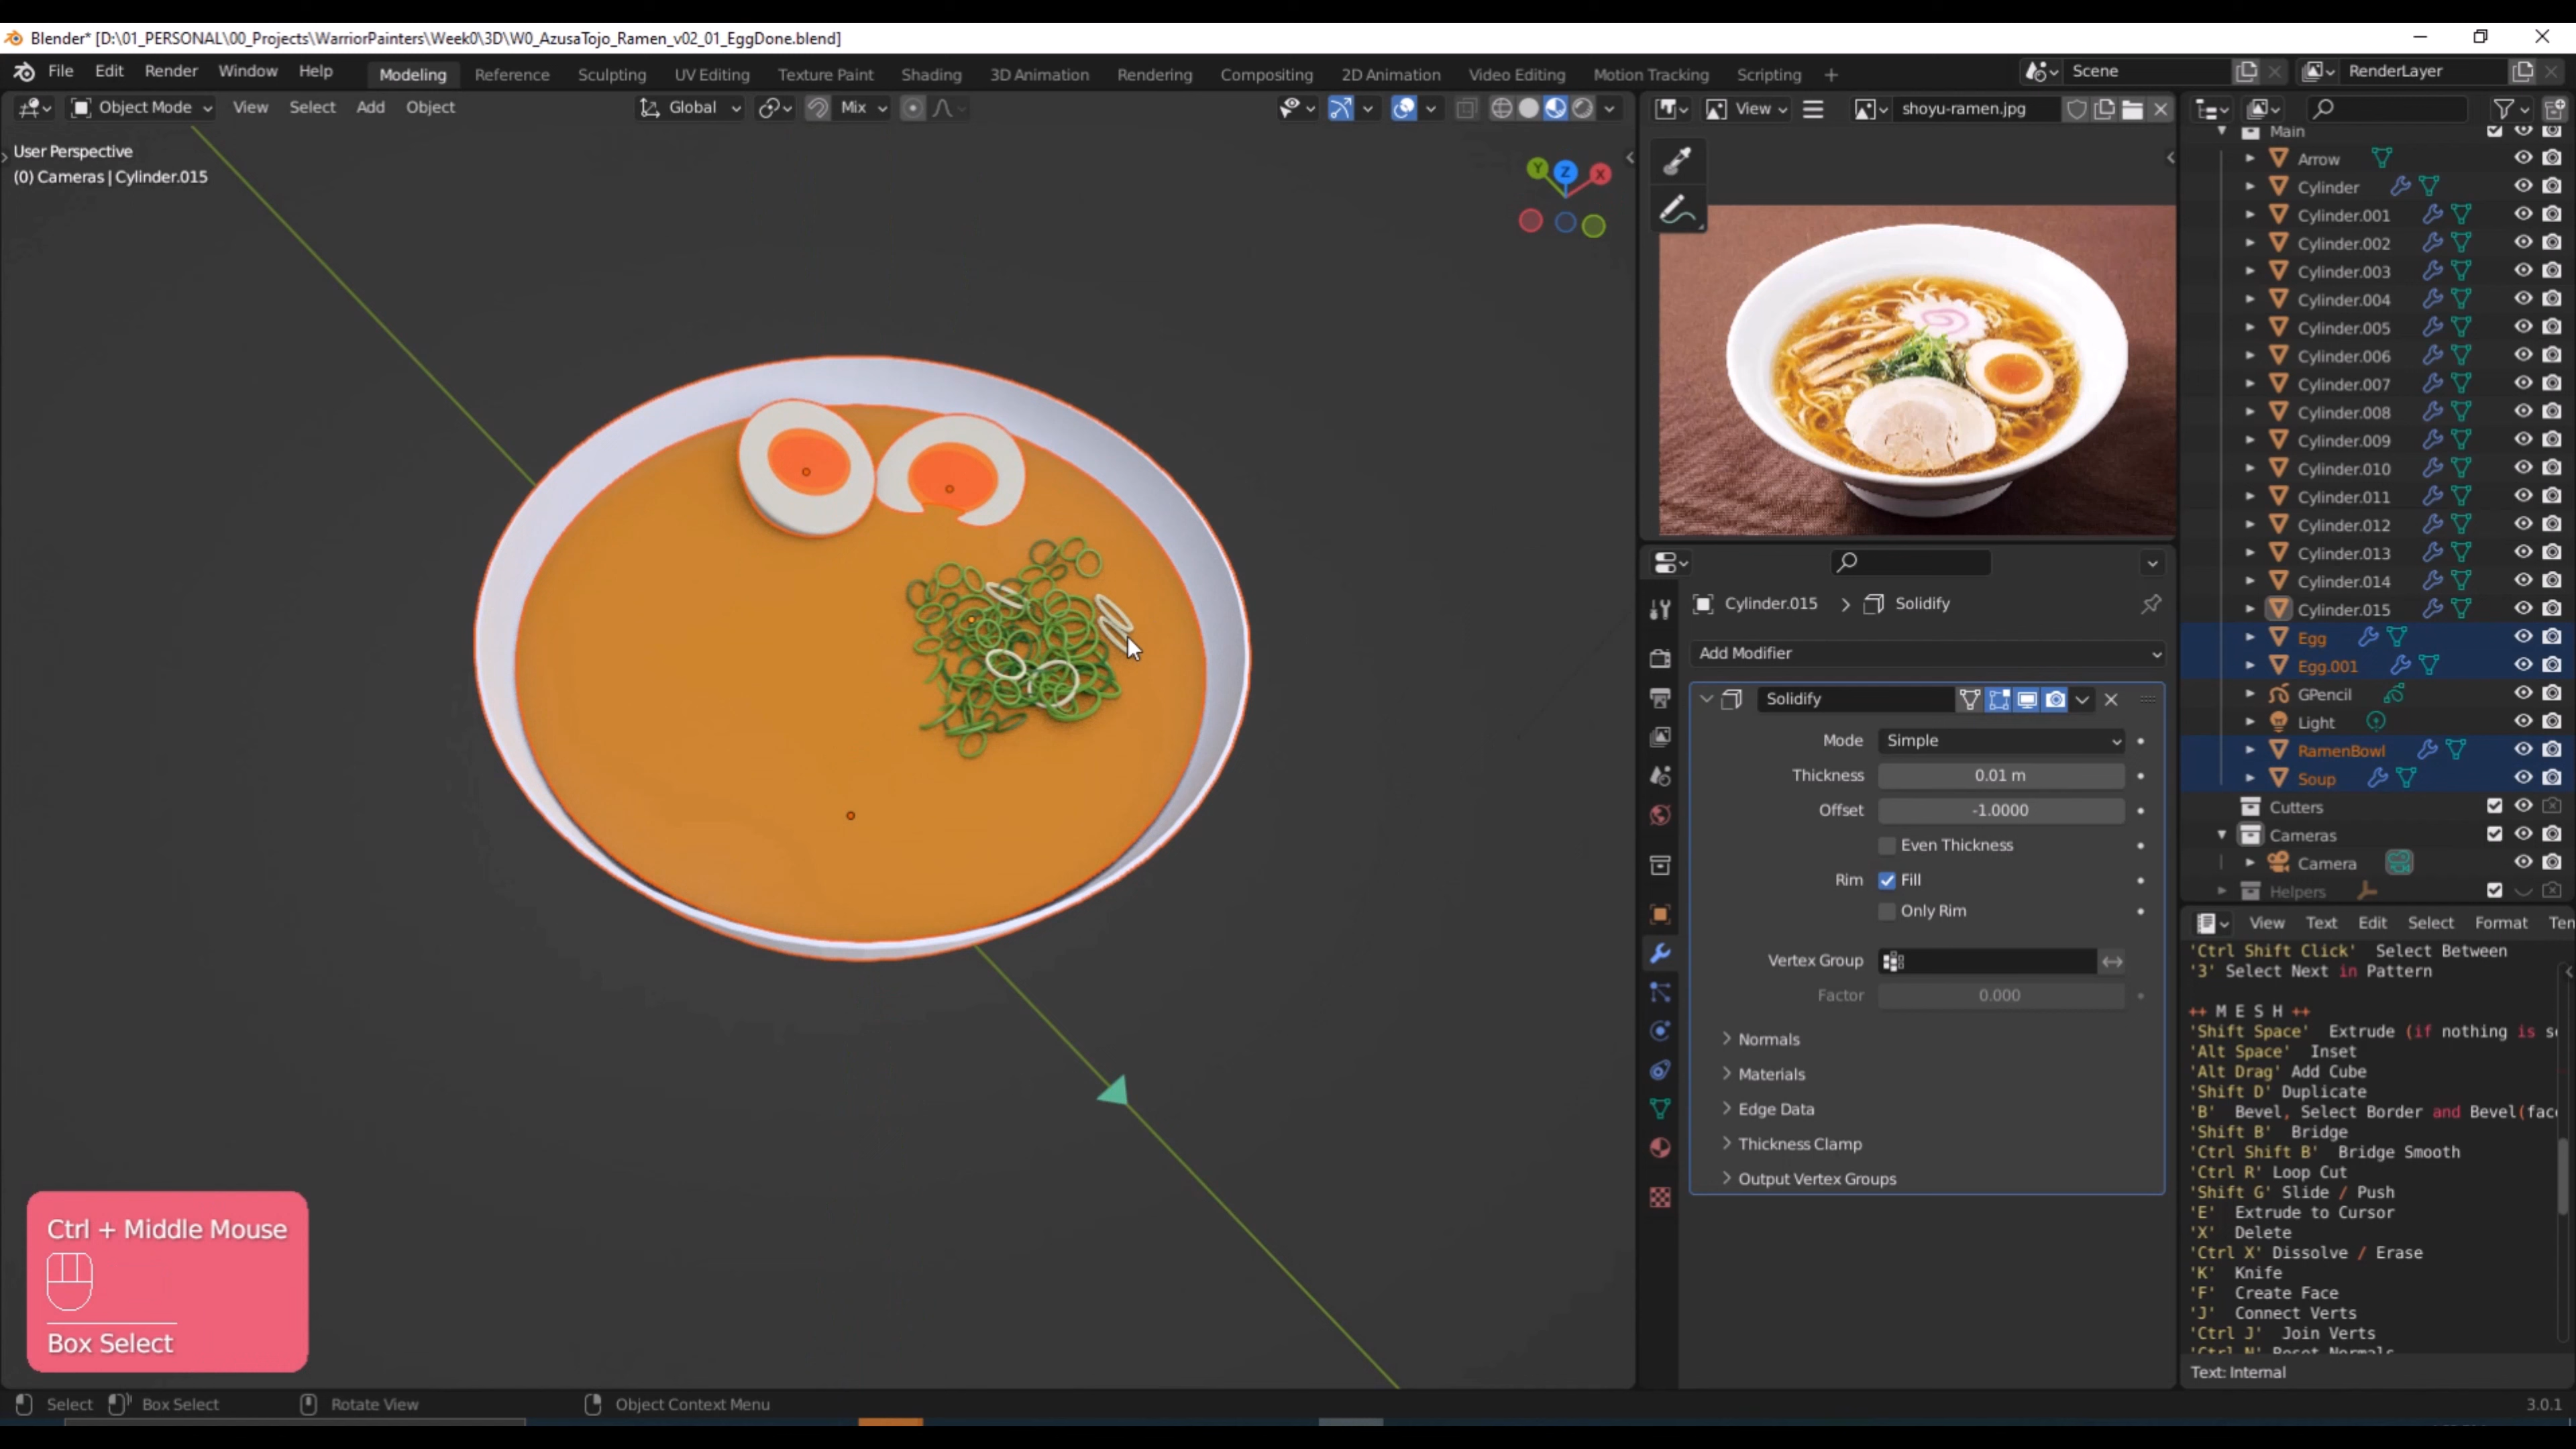 Blender* [D:\01_PERSONAL\00_Projects\WarriorPainters\Week0\3D\W0_AzusaTojo_Ramen_v02_01_EggDone.blend]
File Edit Render Window Help Modeling Reference Sculpting UV Editing Texture Paint Shading 3D Animation Rendering Compositing 2D Animation Video Editing Motion Tracking Scripting + Scene RenderLayer
Object Mode View Select Add Object Global Mix View shoyu-ramen.jpg
User Perspective
(0) Cameras | Cylinder.015
Y Z X
Main
Arrow
Cylinder
Cylinder.001
Cylinder.002
Cylinder.003
Cylinder.004
Cylinder.005
Cylinder.006
Cylinder.007
Cylinder.008
Cylinder.009
Cylinder.010
Cylinder.011
Cylinder.012
Cylinder.013
Cylinder.014
Cylinder.015
Egg
Egg.001
GPencil
Light
RamenBowl
Soup
Cutters
Cameras
Camera
Helpers
Cylinder.015 > Solidify
Add Modifier
Solidify
Mode Simple
Thickness 0.01 m
Offset -1.0000
Even Thickness
Rim Fill
Only Rim
Vertex Group
Factor 0.000
Normals
Materials
Edge Data
Thickness Clamp
Output Vertex Groups
View Text Edit Select Format Tem
'Ctrl Shift Click' Select Between
'3' Select Next in Pattern
++ M E S H ++
'Shift Space' Extrude (if nothing is s
'Alt Space' Inset
'Alt Drag' Add Cube
'Shift D' Duplicate
'B' Bevel, Select Border and Bevel(fac
'Shift B' Bridge
'Ctrl Shift B' Bridge Smooth
'Ctrl R' Loop Cut
'Shift G' Slide / Push
'E' Extrude to Cursor
'X' Delete
'Ctrl X' Dissolve / Erase
'K' Knife
'F' Create Face
'J' Connect Verts
'Ctrl J' Join Verts
'Ctrl N' Reset Normals
Text: Internal
Ctrl + Middle Mouse
Box Select
Select Box Select Rotate View Object Context Menu 3.0.1